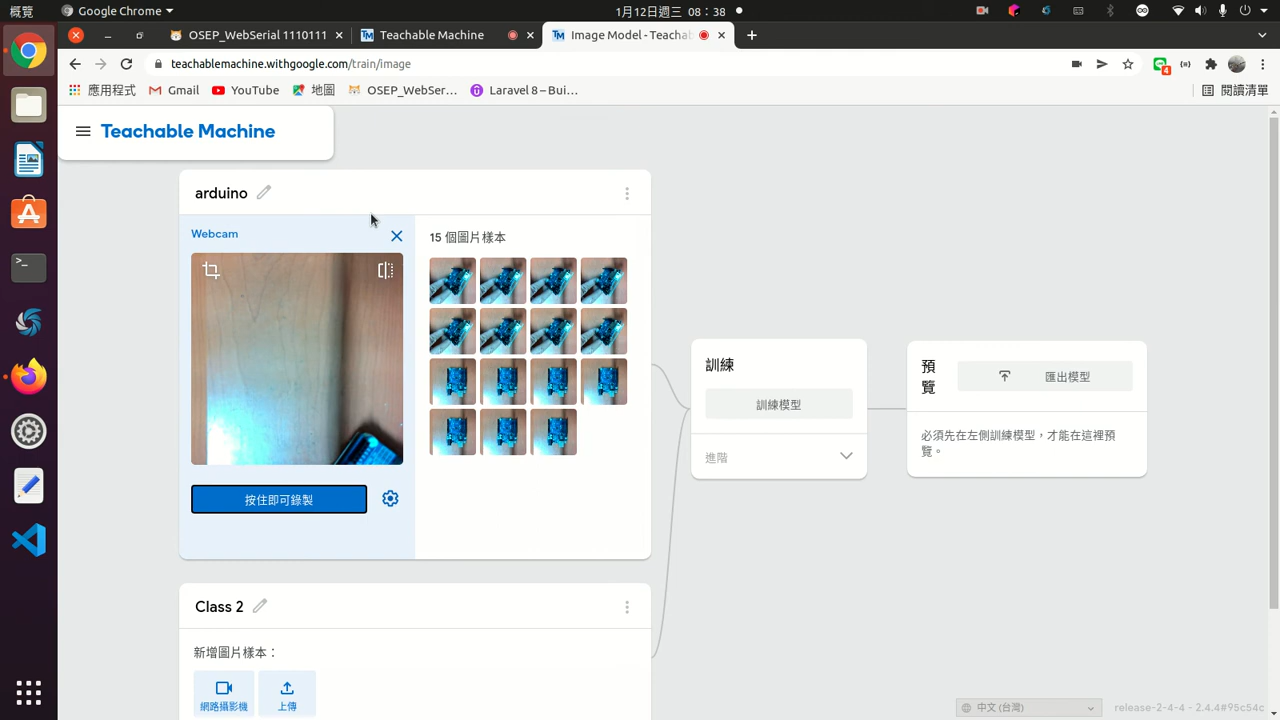 概覽
Google Chrome
1月12日週三 08：38
OSEP_WebSerial 1110111
Teachable Machine
Image Model - Teachab
teachablemachine.withgoogle.com/train/image
4
應用程式
Gmail
YouTube
地圖
OSEP_WebSer…
Laravel 8 – Bui…
閱讀清單
Teachable Machine
arduino
Webcam
15 個圖片樣本
按住即可錄製
訓練
訓練模型
進階
預覽
匯出模型
必須先在左側訓練模型，才能在這裡預
覽。
Class 2
新增圖片樣本：
網路攝影機
上傳
中文 (台灣)
release-2-4-4 - 2.4.4#95c54c